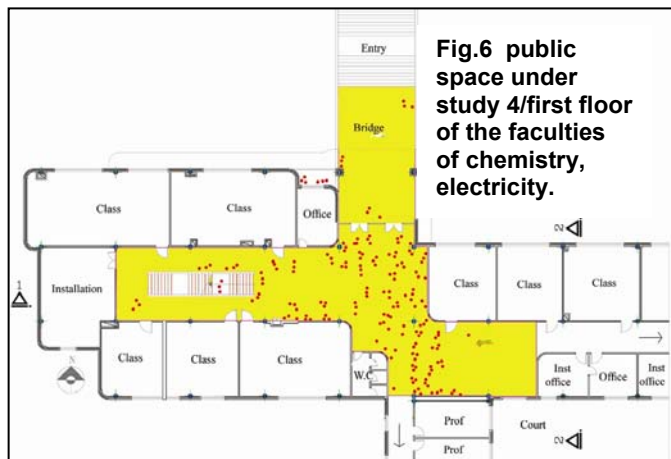 Entry
Fig.6 public
space under
study 4/first floor
of the faculties
of chemistry,
electricity.
Bridge
Class
Class
Office
2
Installation
Class
Class
Class
1
Class
Class
Class
W.C
Inst
office
Office
Inst
office
N
Prof
Court
Prof
2